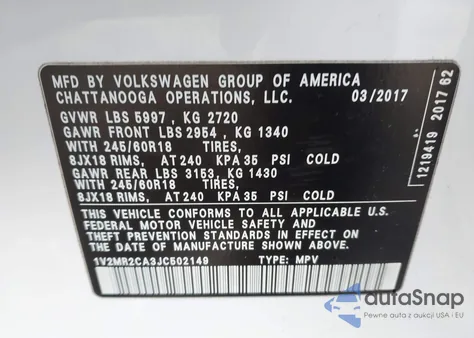 MFD BY VOLKSWAGEN GROUP OF AMERICA
CHATTANOOGA OPERATIONS, LLC. 03/2017
GVWR LBS 5997 , KG 2720
GAWR FRONT LBS 2954 , KG 1340
WITH 245/60R18 TIRES,
8JX18 RIMS, AT 240 KPA 35 PSI COLD
GAWR REAR LBS 3153, KG 1430
WITH 245/60R18 TIRES,
8JX18 RIMS, AT 240 KPA 35 PSI COLD
THIS VEHICLE CONFORMS TO ALL APPLICABLE U.S.
FEDERAL MOTOR VEHICLE SAFETY AND
THEFT PREVENTION STANDARDS IN EFFECT ON THE
DATE OF MANUFACTURE SHOWN ABOVE.
1V2MR2CA3JC502149 TYPE: MPV
1219419 2017 62
autaSnap
Pewne auta z aukcji USA i EU